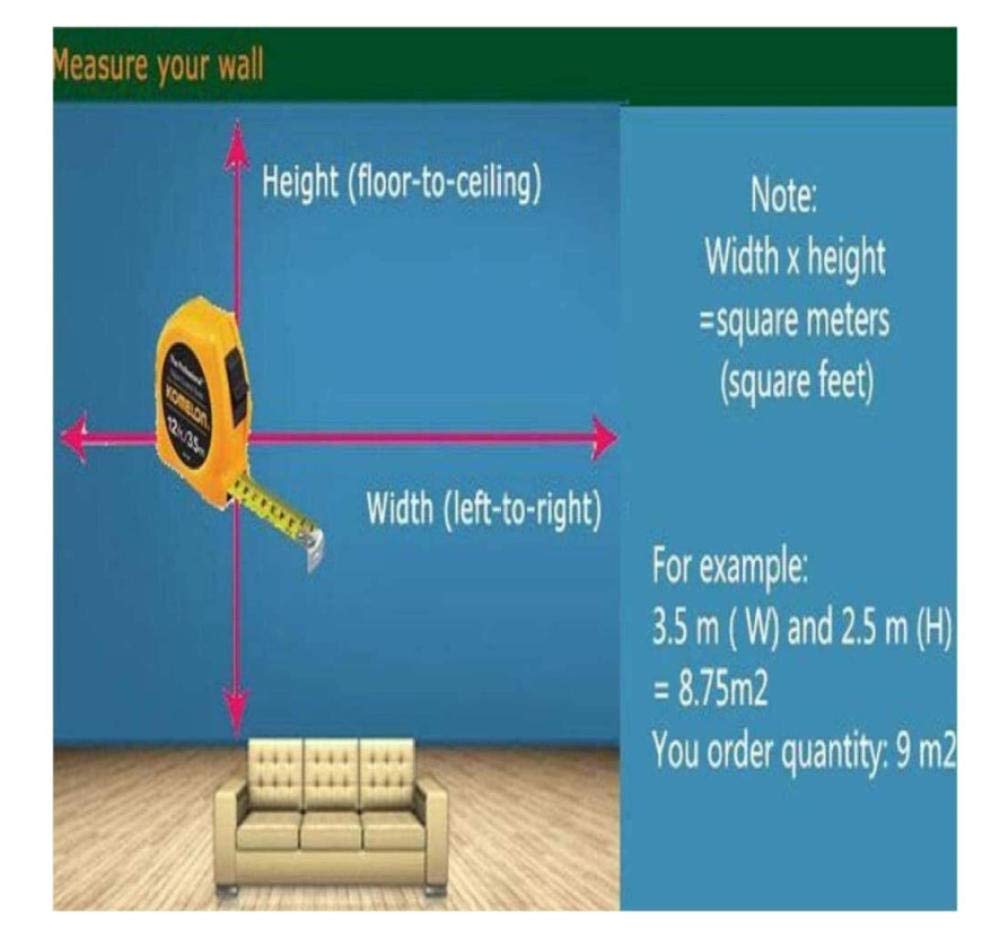 Measure your wall
Height (floor-to-ceiling)
KOMELON.
12ft/3.5m
Width (left-to-right)
Note:
Width x height
=square meters
(square feet)
For example:
3.5 m ( W) and 2.5 m (H)
= 8.75m2
You order quantity: 9 m2